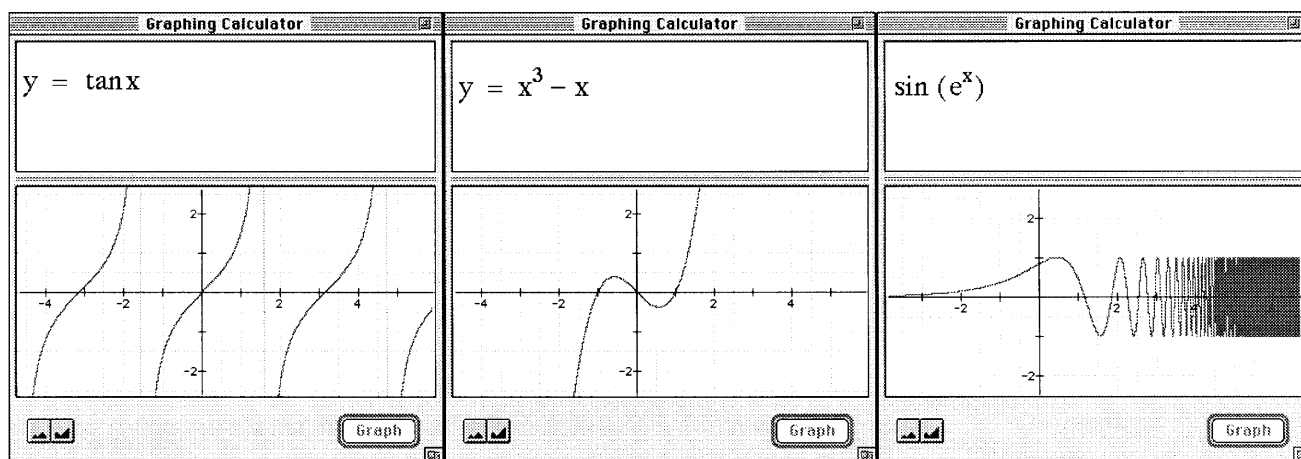 Graphing Calculator
y = tan x
2
-4 -2 2 4
-2
Graph
Graphing Calculator
y = x³ − x
2
-4 -2 2 4
-2
Graph
Graphing Calculator
sin (eˣ)
2
-2 2 4
-2
Graph